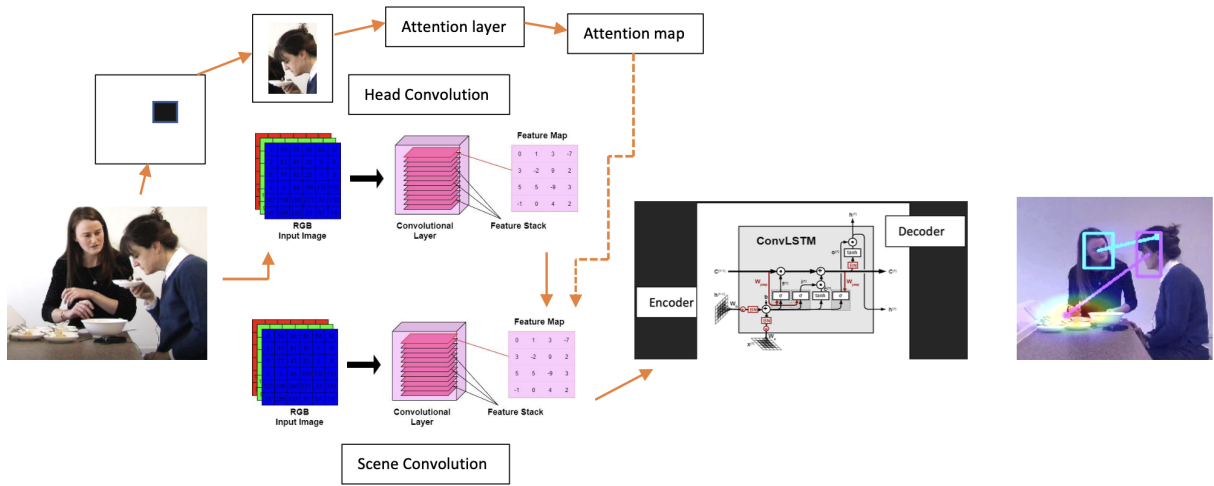 Attention layer
Attention map
Head Convolution
Feature Map
0 1 3 -7
3 -2 9 2
5 5 -9 3
-1 0 4 2
RGB
Input Image
Convolutional
Layer
Feature Stack
ConvLSTM
Decoder
Encoder
tanh
tanh
Feature Map
0 1 3 -7
3 -2 9 2
5 5 -9 3
-1 0 4 2
RGB
Input Image
Convolutional
Layer
Feature Stack
Scene Convolution